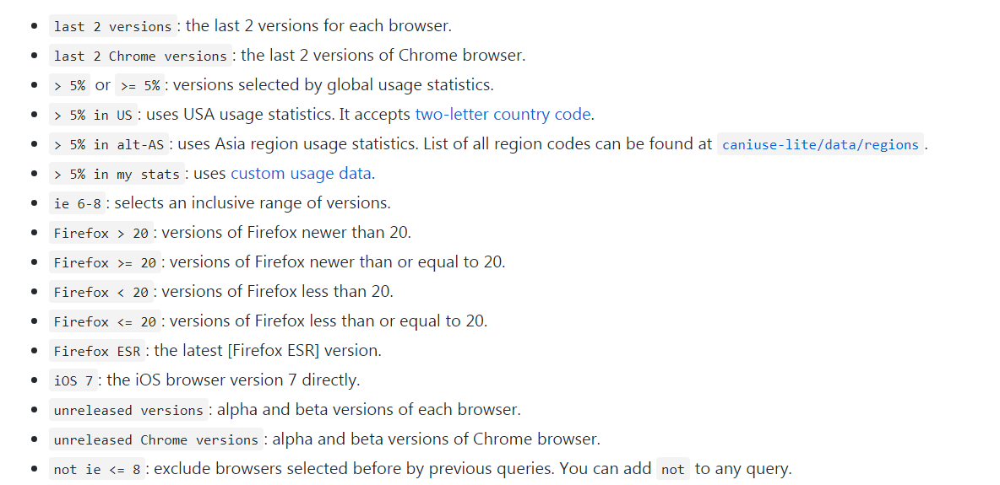 last 2 versions: the last 2 versions for each browser.
last 2 Chrome versions: the last 2 versions of Chrome browser.
> 5% or >= 5%: versions selected by global usage statistics.
> 5% in US: uses USA usage statistics. It accepts two-letter country code.
> 5% in alt-AS: uses Asia region usage statistics. List of all region codes can be found at caniuse-lite/data/regions.
> 5% in my stats: uses custom usage data.
ie 6-8: selects an inclusive range of versions.
Firefox > 20: versions of Firefox newer than 20.
Firefox >= 20: versions of Firefox newer than or equal to 20.
Firefox < 20: versions of Firefox less than 20.
Firefox <= 20: versions of Firefox less than or equal to 20.
Firefox ESR: the latest [Firefox ESR] version.
iOS 7: the iOS browser version 7 directly.
unreleased versions: alpha and beta versions of each browser.
unreleased Chrome versions: alpha and beta versions of Chrome browser.
not ie <= 8: exclude browsers selected before by previous queries. You can add not to any query.